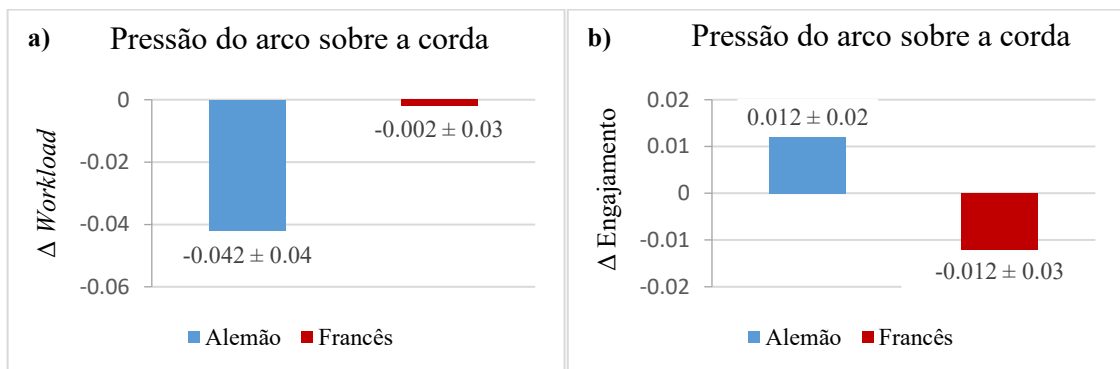 a) Pressão do arco sobre a corda
0
-0.02
-0.04
-0.06
Δ Workload
-0.002 ± 0.03
-0.042 ± 0.04
Alemão Francês
b) Pressão do arco sobre a corda
0.02
0.01
0
-0.01
-0.02
Δ Engajamento
0.012 ± 0.02
-0.012 ± 0.03
Alemão Francês